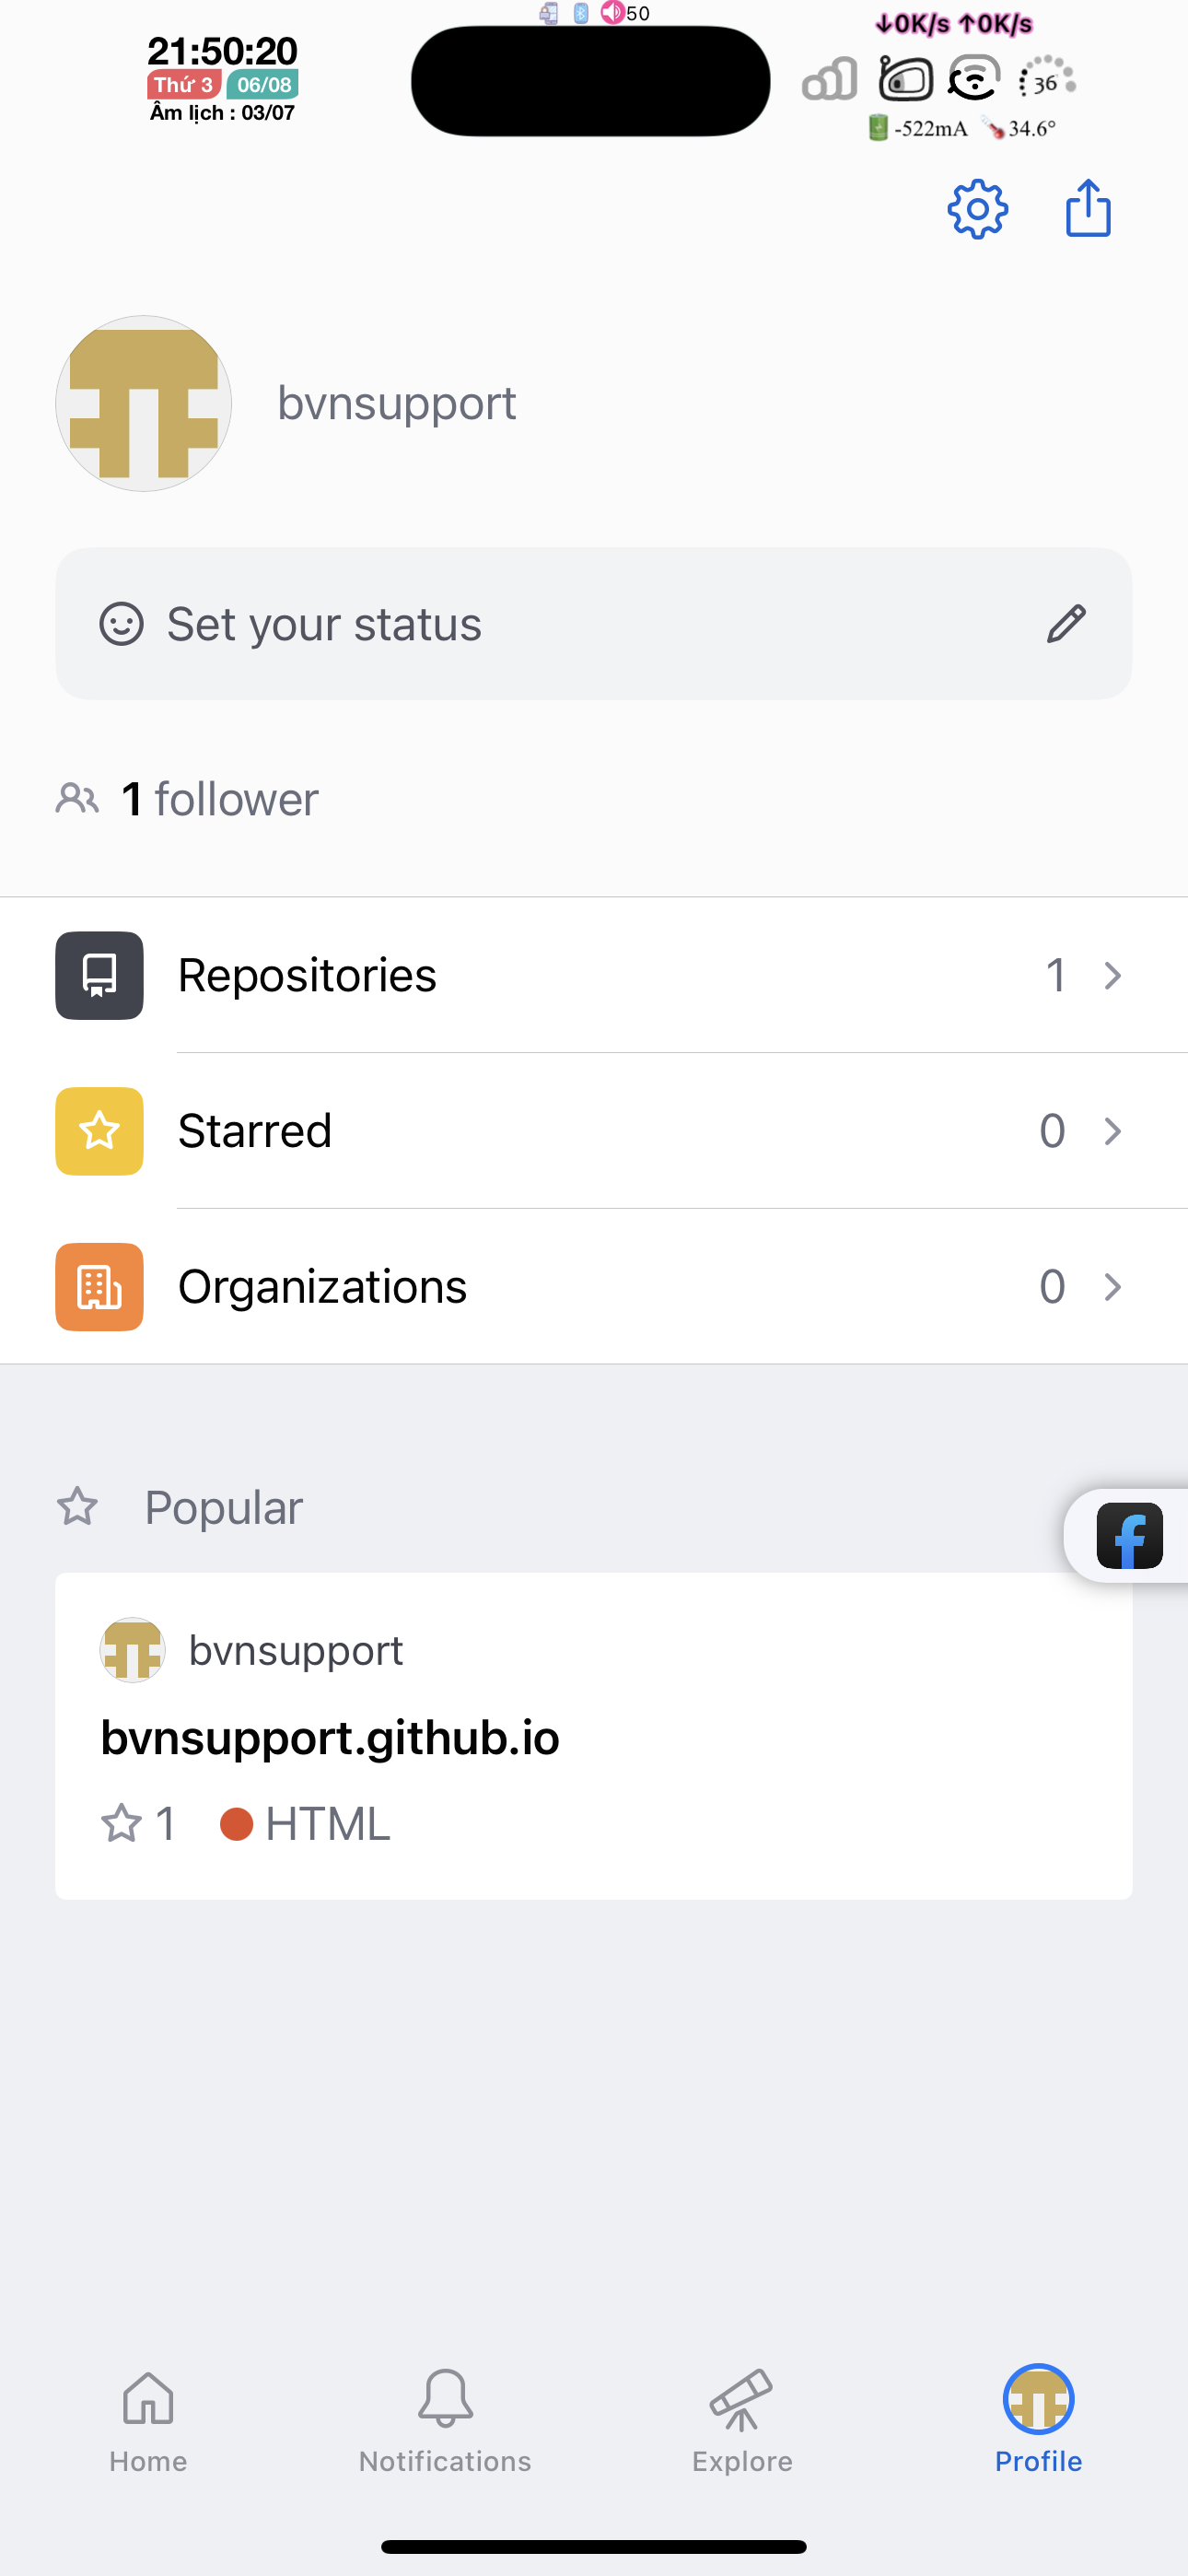 50
21:50:20
Thứ 3 06/08
Âm lịch : 03/07
↓0K/s ↑0K/s
36
-522mA 34.6°
bvnsupport
Set your status
1 follower
Repositories 1
Starred 0
Organizations 0
Popular
bvnsupport
bvnsupport.github.io
1 HTML
Home Notifications Explore Profile